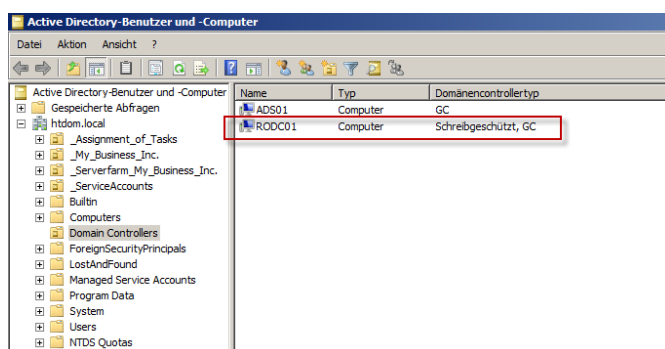 Active Directory-Benutzer und -Computer
Datei Aktion Ansicht ?
Active Directory-Benutzer und -Computer
Gespeicherte Abfragen
htdom.local
_Assignment_of_Tasks
_My_Business_Inc.
_Serverfarm_My_Business_Inc.
_ServiceAccounts
Builtin
Computers
Domain Controllers
ForeignSecurityPrincipals
LostAndFound
Managed Service Accounts
Program Data
System
Users
NTDS Quotas
Name Typ Domänencontrollertyp
ADS01 Computer GC
RODC01 Computer Schreibgeschützt, GC